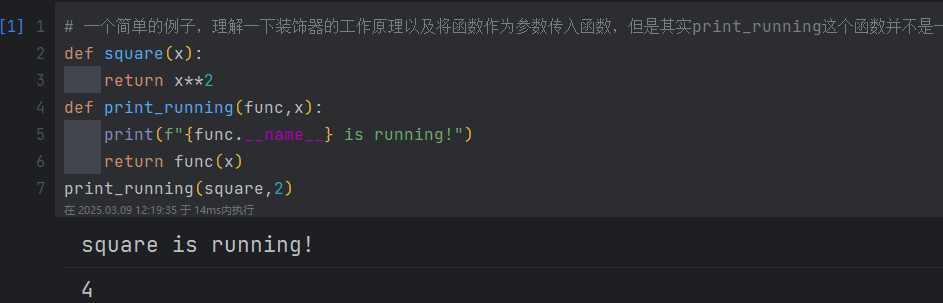 [1] 1 # 一个简单的例子，理解一下装饰器的工作原理以及将函数作为参数传入函数，但是其实print_running这个函数并不是一
2 def square(x):
3     return x**2
4 def print_running(func,x):
5     print(f"{func.__name__} is running!")
6     return func(x)
7 print_running(square,2)
在 2025.03.09 12:19:35 于 14ms内执行
square is running!
4